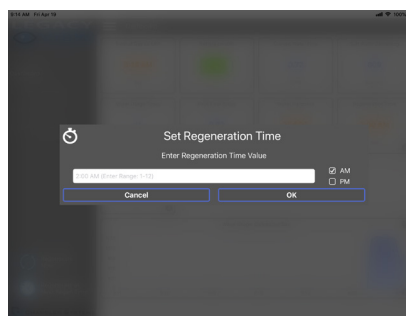 9:14 AM Fri Apr 19
100%
Set Regeneration Time
Enter Regeneration Time Value
2:00 AM (Enter Range: 1-12)
AM
PM
Cancel
OK